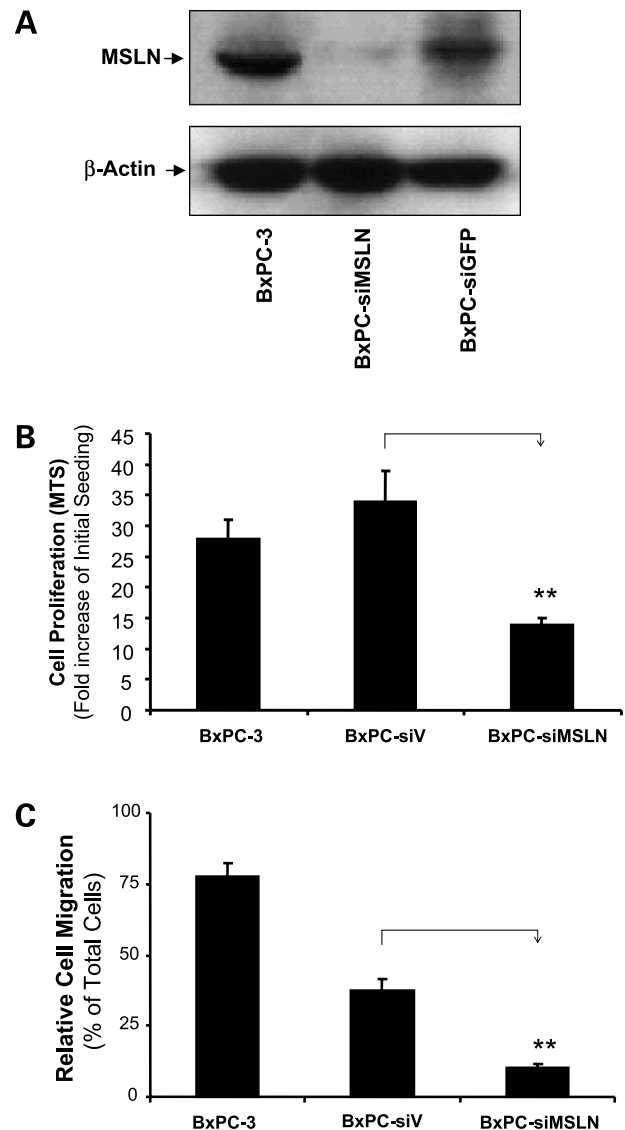 A
MSLN
β-Actin
BxPC-3
BxPC-siMSLN
BxPC-siGFP
B
Cell Proliferation (MTS)
(Fold increase of Initial Seeding)
45
40
35
30
25
20
15
10
5
0
**
BxPC-3
BxPC-siV
BxPC-siMSLN
C
Relative Cell Migration
(% of Total Cells)
100
75
50
25
0
**
BxPC-3
BxPC-siV
BxPC-siMSLN